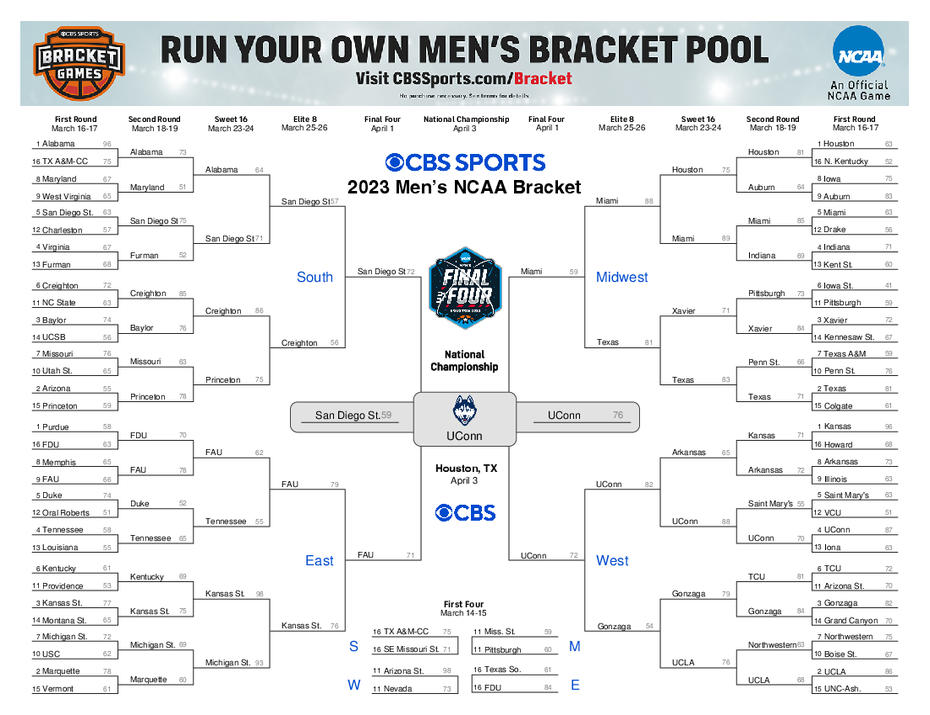 CBS SPORTS
BRACKET
GAMES
RUN YOUR OWN MEN'S BRACKET POOL
Visit CBSSports.com/Bracket
No purchase necessary. See terms for details.
NCAA
An Official
NCAA Game
First Round Second Round Sweet 16 Elite 8 Final Four National Championship Final Four Elite 8 Sweet 16 Second Round First Round
March 16-17 March 18-19 March 23-24 March 25-26 April 1 April 3 April 1 March 25-26 March 23-24 March 18-19 March 16-17
CBS SPORTS
2023 Men's NCAA Bracket
1 Alabama 96
16 TX A&M-CC 75
8 Maryland 67
9 West Virginia 65
5 San Diego St. 63
12 Charleston 57
4 Virginia 67
13 Furman 68
6 Creighton 72
11 NC State 63
3 Baylor 74
14 UCSB 56
7 Missouri 76
10 Utah St. 65
2 Arizona 55
15 Princeton 59
Alabama 73
Maryland 51
San Diego St 75
Furman 52
Creighton 85
Baylor 76
Missouri 63
Princeton 78
Alabama 64
San Diego St 71
Creighton 86
Princeton 75
San Diego St 57
Creighton 56
South
San Diego St 72
1 Purdue 58
16 FDU 63
8 Memphis 65
9 FAU 66
5 Duke 74
12 Oral Roberts 51
4 Tennessee 58
13 Louisiana 55
6 Kentucky 61
11 Providence 53
3 Kansas St. 77
14 Montana St. 65
7 Michigan St. 72
10 USC 62
2 Marquette 78
15 Vermont 61
FDU 70
FAU 78
Duke 52
Tennessee 65
Kentucky 69
Kansas St. 75
Michigan St. 69
Marquette 60
FAU 62
Tennessee 55
Kansas St. 98
Michigan St. 93
FAU 79
Kansas St. 76
East
FAU 71
FINAL
FOUR
National
Championship
San Diego St. 59
UConn
UConn 76
Houston, TX
April 3
CBS
Miami 59
Midwest
Miami 88
Texas 81
Houston 75
Miami 89
Xavier 71
Texas 83
Houston 81
Auburn 64
Miami 85
Indiana 69
Pittsburgh 73
Xavier 84
Penn St. 66
Texas 71
1 Houston 63
16 N. Kentucky 52
8 Iowa 75
9 Auburn 83
5 Miami 63
12 Drake 56
4 Indiana 71
13 Kent St. 60
6 Iowa St. 41
11 Pittsburgh 59
3 Xavier 72
14 Kennesaw St. 67
7 Texas A&M 59
10 Penn St. 76
2 Texas 81
15 Colgate 61
UConn 72
West
UConn 82
Gonzaga 54
Arkansas 65
UConn 88
Gonzaga 79
UCLA 76
Kansas 71
Arkansas 72
Saint Mary's 55
UConn 70
TCU 81
Gonzaga 84
Northwestern 63
UCLA 68
1 Kansas 96
16 Howard 68
8 Arkansas 73
9 Illinois 63
5 Saint Mary's 63
12 VCU 51
4 UConn 87
13 Iona 63
6 TCU 72
11 Arizona St. 70
3 Gonzaga 82
14 Grand Canyon 70
7 Northwestern 75
10 Boise St. 67
2 UCLA 86
15 UNC-Ash. 53
First Four
March 14-15
S
16 TX A&M-CC 75
16 SE Missouri St. 71
11 Miss. St. 59
11 Pittsburgh 60
M
W
11 Arizona St. 98
11 Nevada 73
16 Texas So. 61
16 FDU 84
E